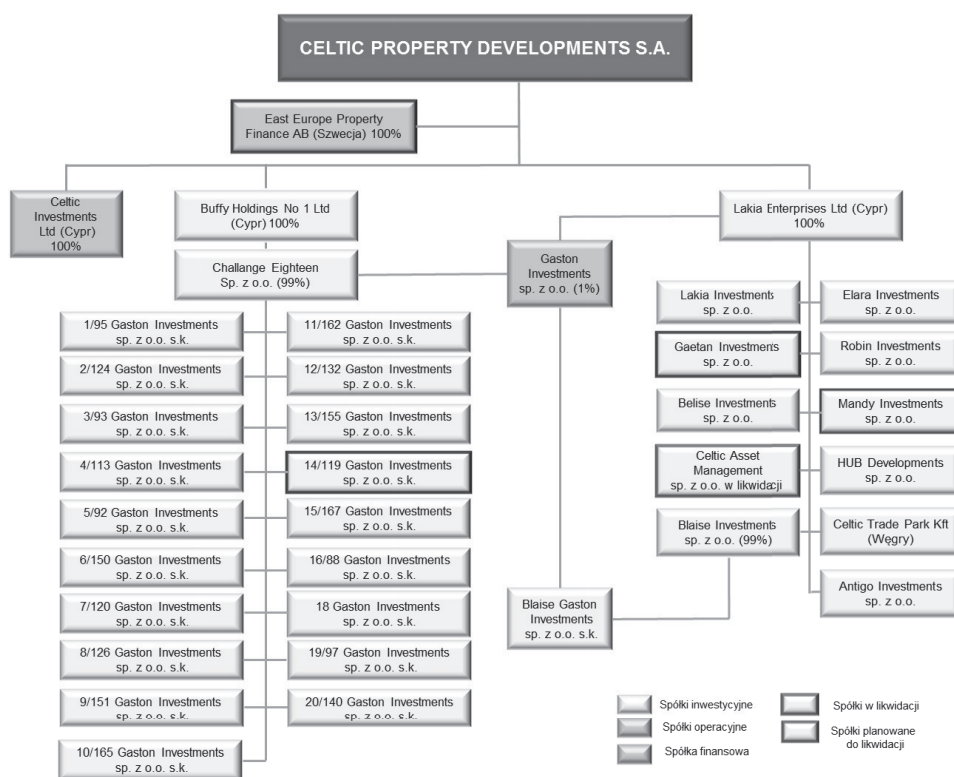 CELTIC PROPERTY DEVELOPMENTS S.A.
East Europe Property
Finance AB (Szwecja) 100%
Celtic
Investments
Ltd (Cypr)
100%
Buffy Holdings No 1 Ltd
(Cypr) 100%
Lakia Enterprises Ltd (Cypr)
100%
Challange Eighteen
Sp. z o.o. (99%)
Gaston
Investments
sp. z o.o. (1%)
1/95 Gaston Investments
sp. z o.o. s.k.
2/124 Gaston Investments
sp. z o.o. s.k.
3/93 Gaston Investments
sp. z o.o. s.k.
4/113 Gaston Investments
sp. z o.o. s.k.
5/92 Gaston Investments
sp. z o.o. s.k.
6/150 Gaston Investments
sp. z o.o. s.k.
7/120 Gaston Investments
sp. z o.o. s.k.
8/126 Gaston Investments
sp. z o.o. s.k.
9/151 Gaston Investments
sp. z o.o. s.k.
10/165 Gaston Investments
sp. z o.o. s.k.
11/162 Gaston Investments
sp. z o.o. s.k.
12/132 Gaston Investments
sp. z o.o. s.k.
13/155 Gaston Investments
sp. z o.o. s.k.
14/119 Gaston Investments
sp. z o.o. s.k.
15/167 Gaston Investments
sp. z o.o. s.k.
16/88 Gaston Investments
sp. z o.o. s.k.
18 Gaston Investments
sp. z o.o. s.k.
19/97 Gaston Investments
sp. z o.o. s.k.
20/140 Gaston Investments
sp. z o.o. s.k.
Blaise Gaston
Investments
sp. z o.o. s.k.
Lakia Investments
sp. z o.o.
Gaetan Investments
sp. z o.o.
Belise Investments
sp. z o.o.
Celtic Asset
Management
sp. z o.o. w likwidacji
Blaise Investments
sp. z o.o. (99%)
Elara Investments
sp. z o.o.
Robin Investments
sp. z o.o.
Mandy Investments
sp. z o.o.
HUB Developments
sp. z o.o.
Celtic Trade Park Kft
(Węgry)
Antigo Investments
sp. z o.o.
Spółki inwestycyjne
Spółki operacyjne
Spółka finansowa
Spółki w likwidacji
Spółki planowane
do likwidacji